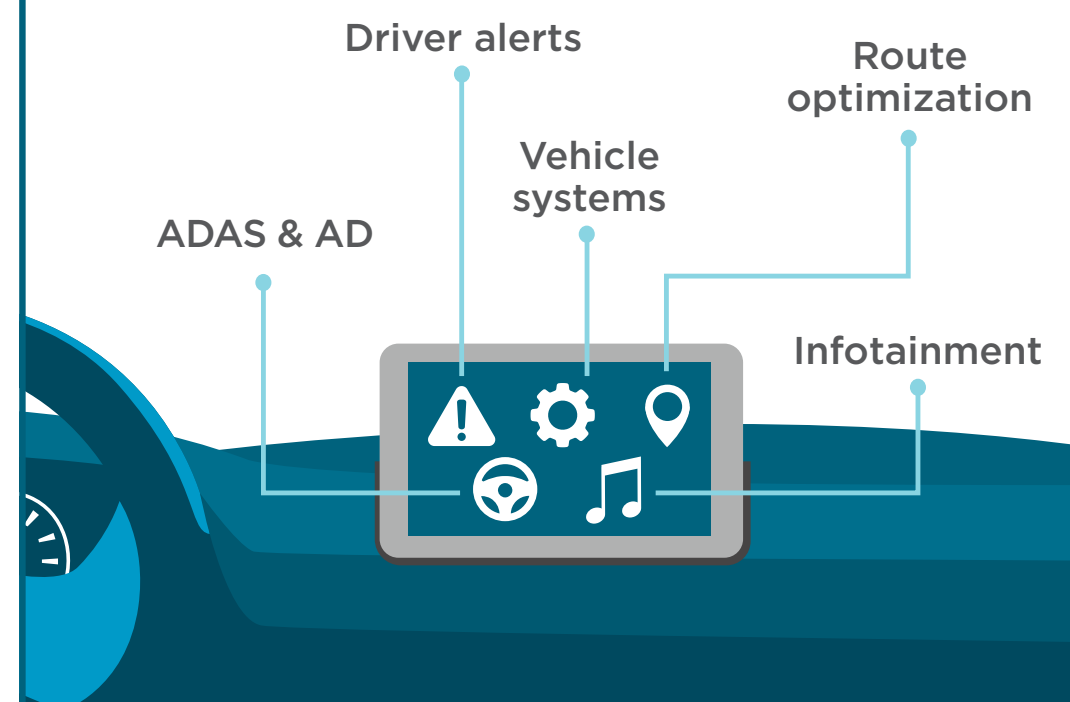 Driver alerts
Route
optimization
Vehicle
systems
ADAS & AD
Infotainment